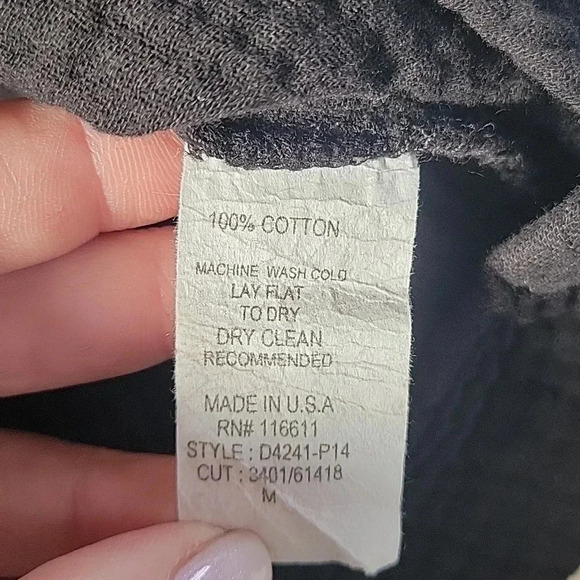 100% COTTON
MACHINE WASH COLD
LAY FLAT
TO DRY
DRY CLEAN
RECOMMENDED
MADE IN U.S.A
RN# 116611
STYLE : D4241-P14
CUT : 3401/61418
M